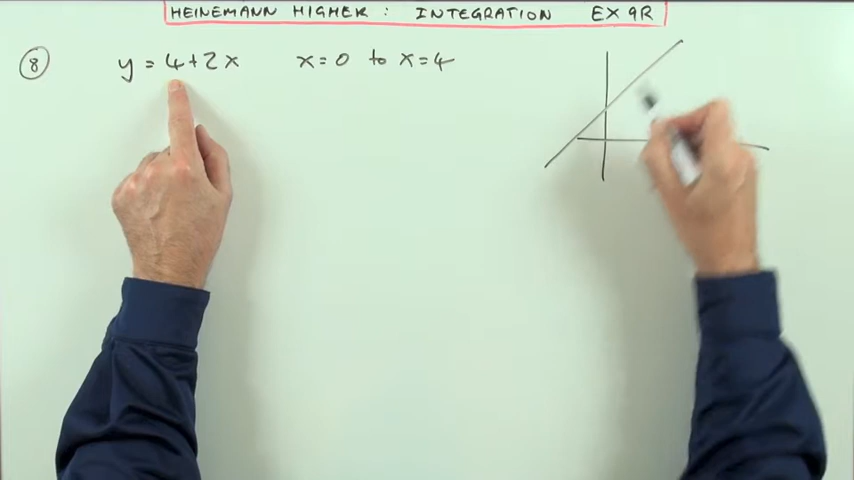 HEINEMANN HIGHER : INTEGRATION EX 9R
8 y = 4+2x x=0 to x=4